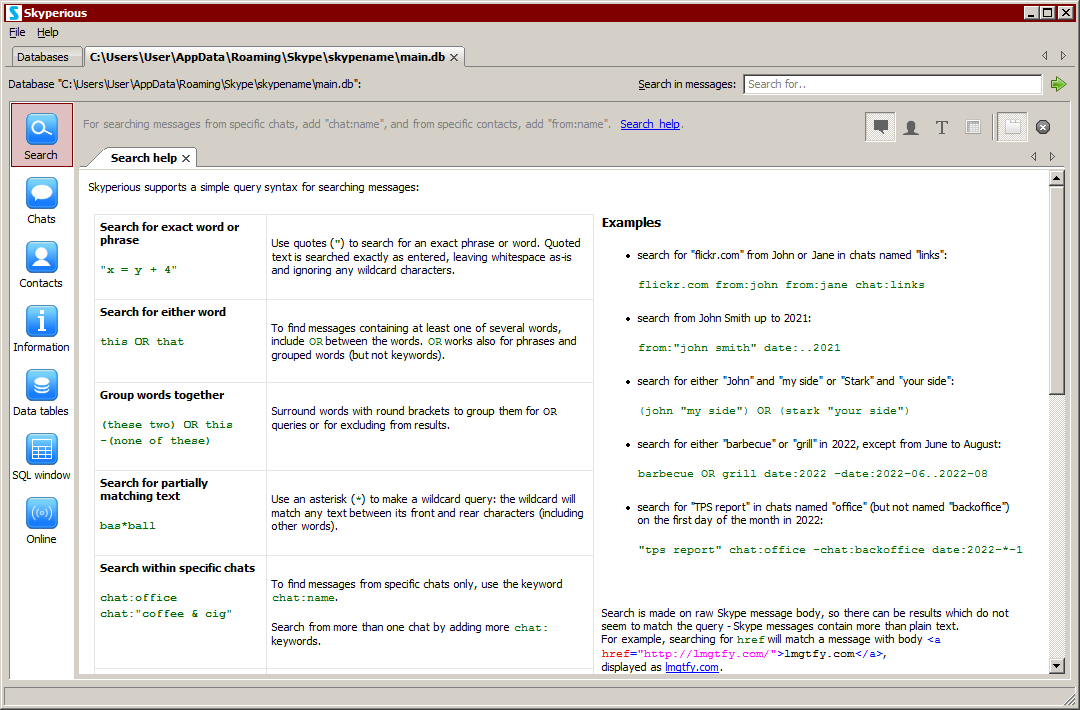 Skyperious
File Help
Databases C:\Users\User\AppData\Roaming\Skype\skypename\main.db
Database "C:\Users\User\AppData\Roaming\Skype\skypename\main.db":
Search in messages: Search for..
Search
Chats
Contacts
Information
Data tables
SQL window
Online
For searching messages from specific chats, add "chat:name", and from specific contacts, add "from:name". Search help.
T
Search help
Skyperious supports a simple query syntax for searching messages:
Search for exact word or
phrase
"x = y + 4"
Use quotes (") to search for an exact phrase or word. Quoted
text is searched exactly as entered, leaving whitespace as-is
and ignoring any wildcard characters.
Search for either word
this OR that
To find messages containing at least one of several words,
include OR between the words. OR works also for phrases and
grouped words (but not keywords).
Group words together
(these two) OR this
-(none of these)
Surround words with round brackets to group them for OR
queries or for excluding from results.
Search for partially
matching text
bas*ball
Use an asterisk (*) to make a wildcard query: the wildcard will
match any text between its front and rear characters (including
other words).
Search within specific chats
chat:office
chat:"coffee & cig"
To find messages from specific chats only, use the keyword
chat:name.
Search from more than one chat by adding more chat:
keywords.
Examples
• search for "flickr.com" from John or Jane in chats named "links":
flickr.com from:john from:jane chat:links
• search from John Smith up to 2021:
from:"john smith" date:..2021
• search for either "John" and "my side" or "Stark" and "your side":
(john "my side") OR (stark "your side")
• search for either "barbecue" or "grill" in 2022, except from June to August:
barbecue OR grill date:2022 -date:2022-06..2022-08
• search for "TPS report" in chats named "office" (but not named "backoffice")
on the first day of the month in 2022:
"tps report" chat:office -chat:backoffice date:2022-*-1
Search is made on raw Skype message body, so there can be results which do not
seem to match the query - Skype messages contain more than plain text.
For example, searching for href will match a message with body <a
href="http://lmgtfy.com/">lmgtfy.com</a>,
displayed as lmgtfy.com.